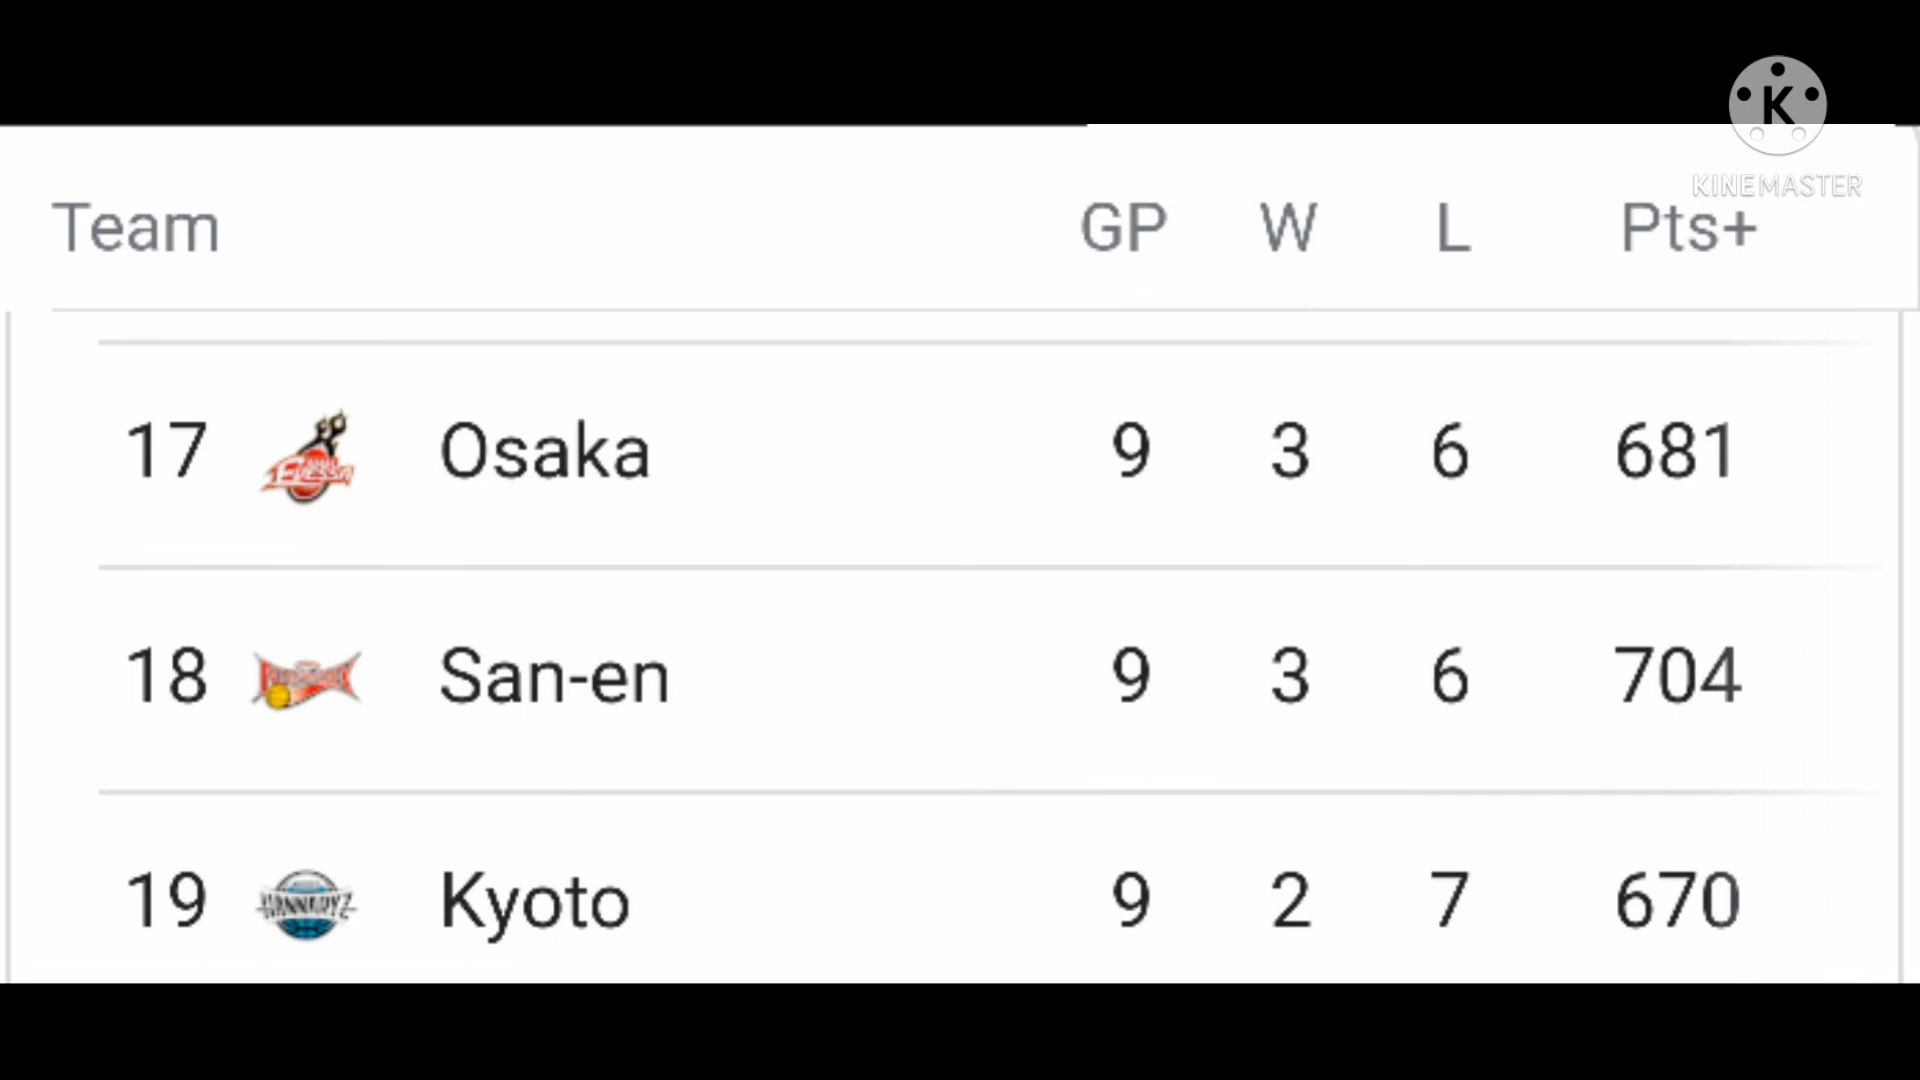 K
KINEMASTER
Team GP W L Pts+
17 Osaka 9 3 6 681
18 San-en 9 3 6 704
19 Kyoto 9 2 7 670